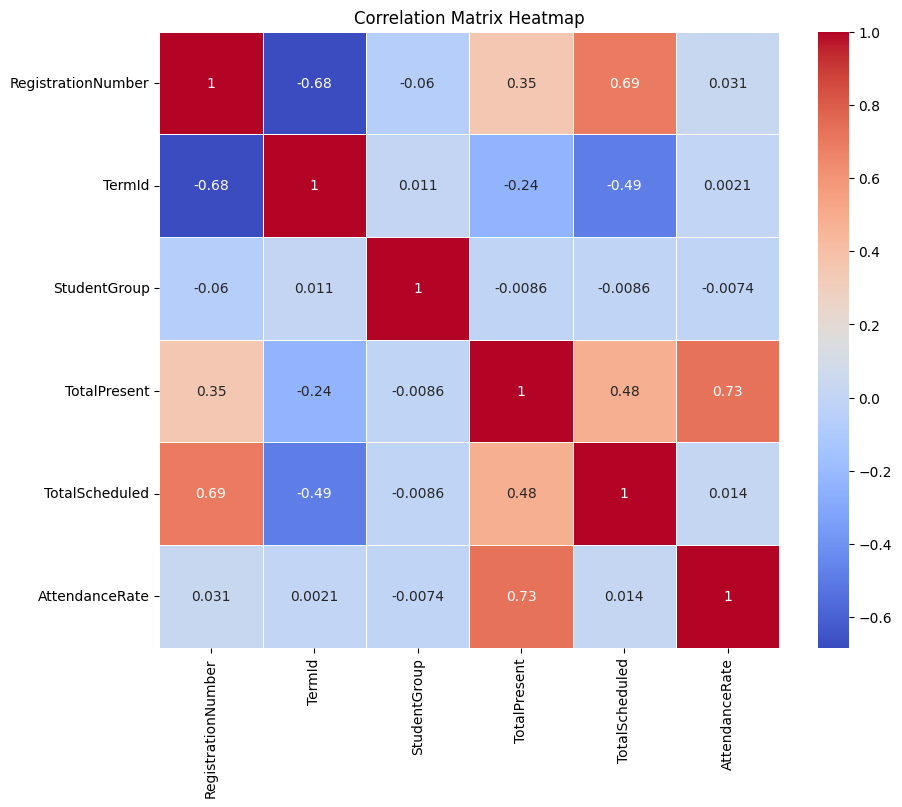 Correlation Matrix Heatmap
RegistrationNumber 1 -0.68 -0.06 0.35 0.69 0.031
TermId -0.68 1 0.011 -0.24 -0.49 0.0021
StudentGroup -0.06 0.011 1 -0.0086 -0.0086 -0.0074
TotalPresent 0.35 -0.24 -0.0086 1 0.48 0.73
TotalScheduled 0.69 -0.49 -0.0086 0.48 1 0.014
AttendanceRate 0.031 0.0021 -0.0074 0.73 0.014 1
RegistrationNumber
TermId
StudentGroup
TotalPresent
TotalScheduled
AttendanceRate
1.0
0.8
0.6
0.4
0.2
0.0
−0.2
−0.4
−0.6